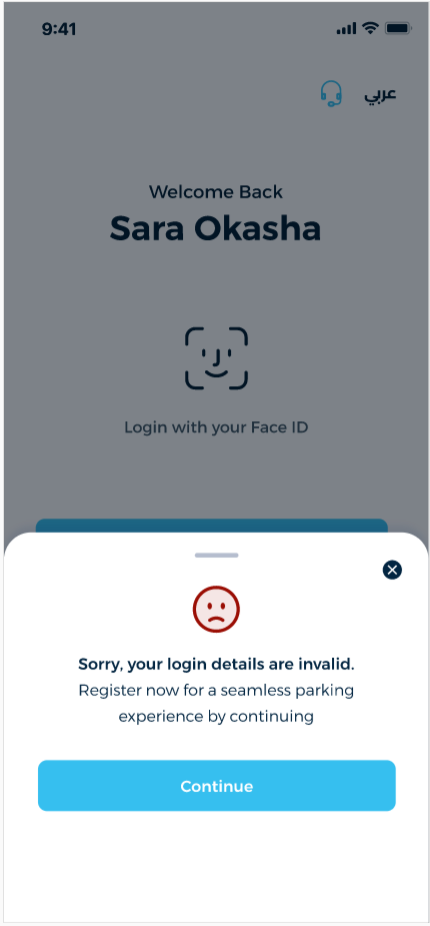 9:41
عربي
Welcome Back
Sara Okasha
Login with your Face ID
Sorry, your login details are invalid.
Register now for a seamless parking
experience by continuing
Continue